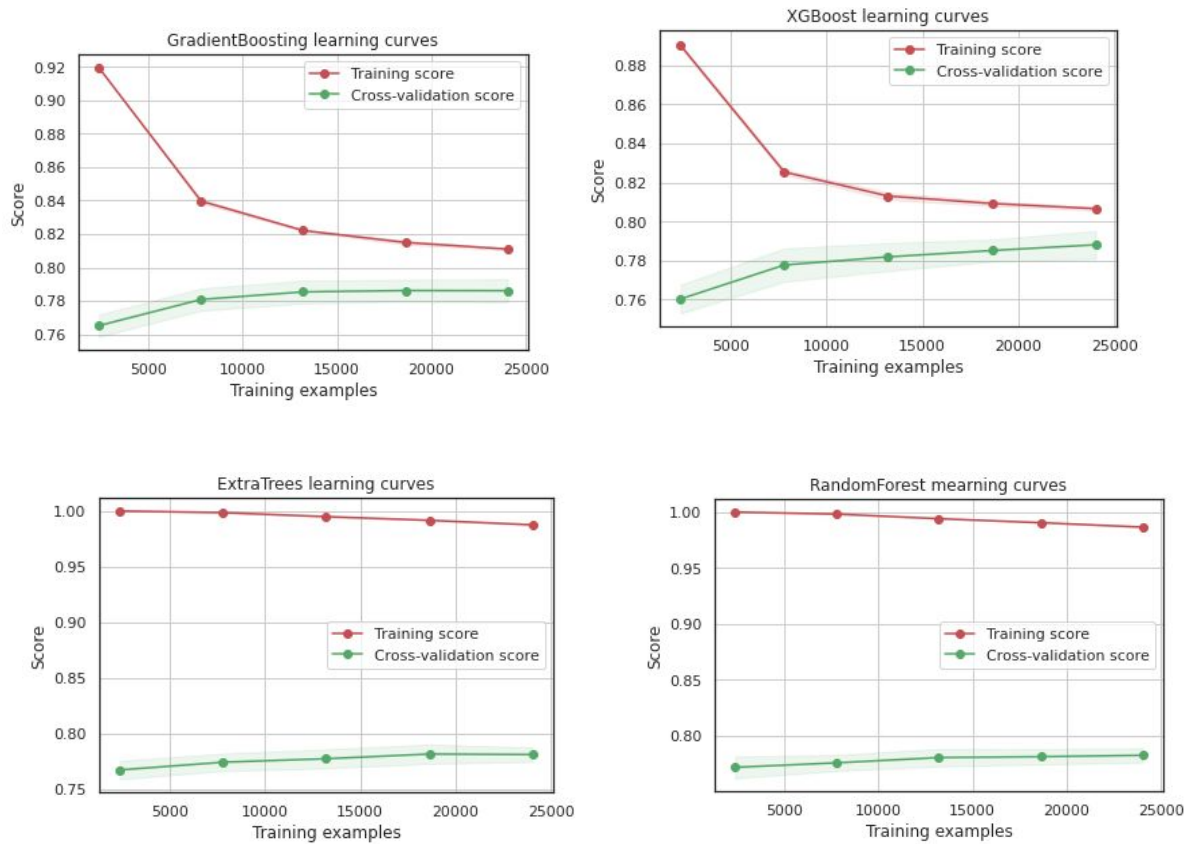 GradientBoosting learning curves
0.92
0.90
0.88
0.86
0.84
0.82
0.80
0.78
0.76
Score
Training score
Cross-validation score
5000 10000 15000 20000 25000
Training examples
XGBoost learning curves
0.88
0.86
0.84
0.82
0.80
0.78
0.76
Score
Training score
Cross-validation score
5000 10000 15000 20000 25000
Training examples
ExtraTrees learning curves
1.00
0.95
0.90
0.85
0.80
0.75
Score
Training score
Cross-validation score
5000 10000 15000 20000 25000
Training examples
RandomForest mearning curves
1.00
0.95
0.90
0.85
0.80
Score
Training score
Cross-validation score
5000 10000 15000 20000 25000
Training examples